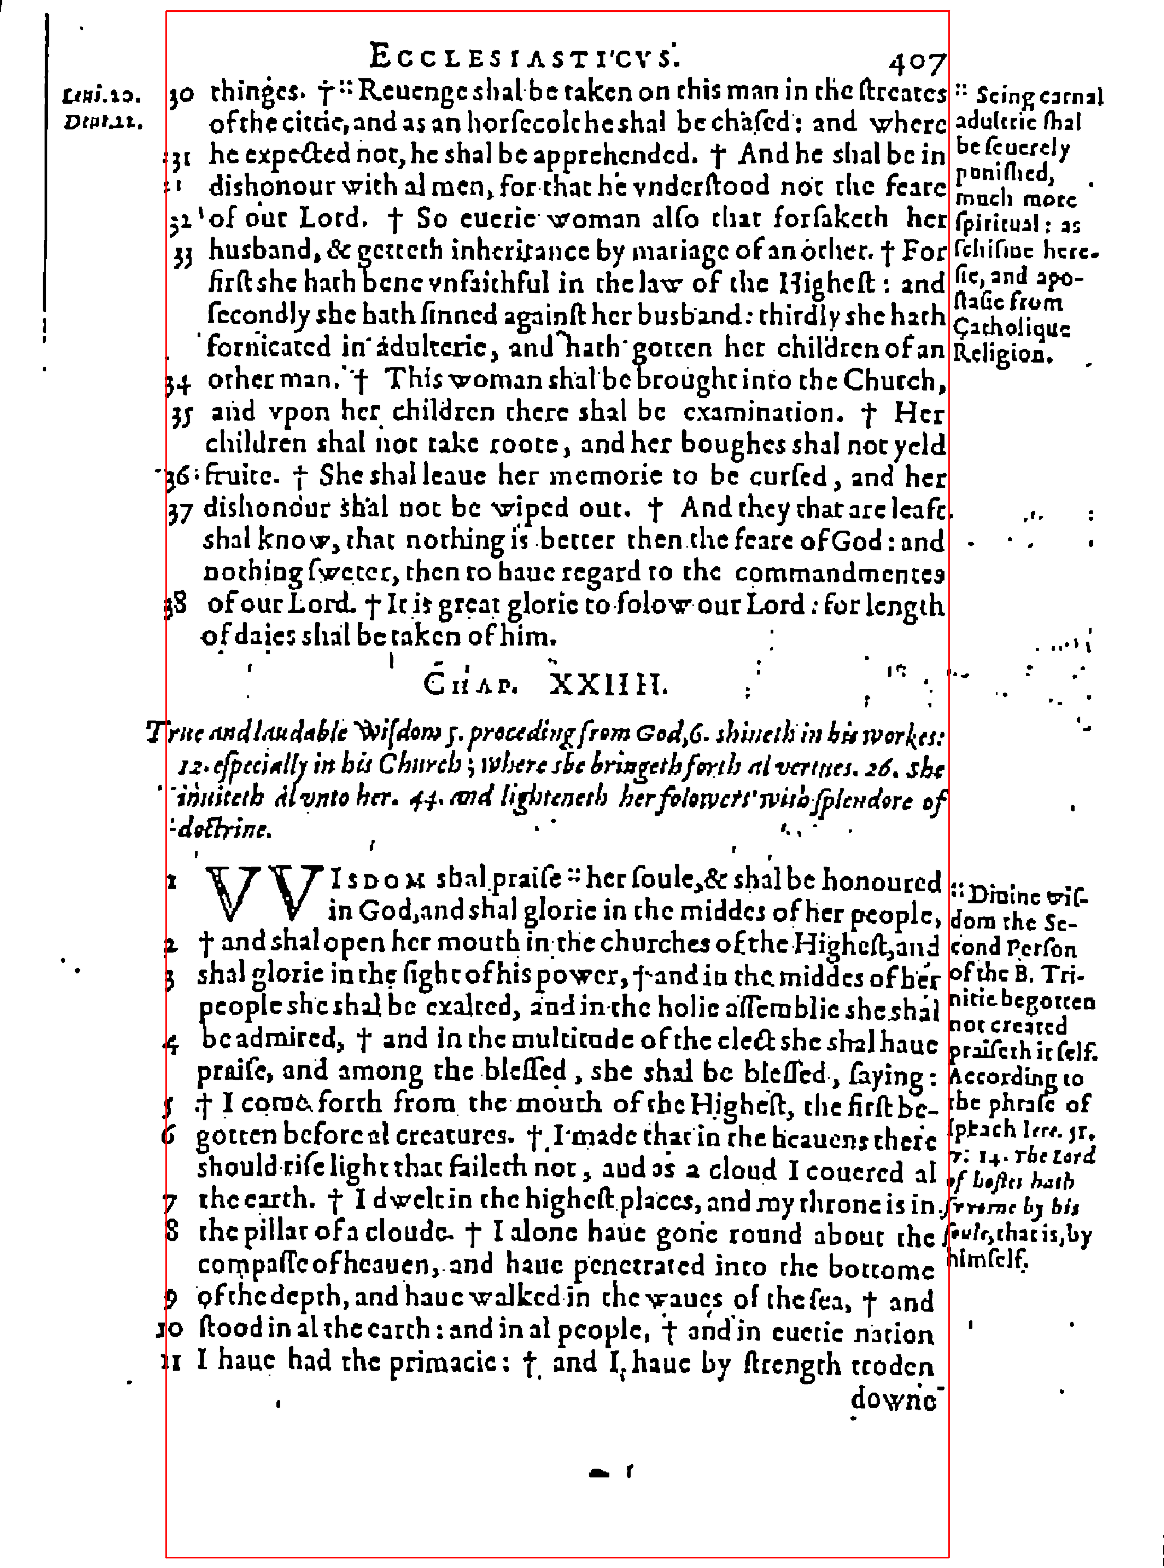 ECCLESIASTICVS. 407
Leui.20.
Deut.22.
30 thinges. † :: Reuenge shal be taken on this man in the ſtreates
of the cittie, and as an horſecolt he shal be chaſed: and where
31 he expected not, he shal be apprehended. † And he shal be in
dishonour with al men, for that he vnderſtood not the feare
32 of our Lord. † So euerie woman alſo that forſaketh her
33 husband, & getteth inheritance by mariage of an other. † For
firſt she hath bene vnfaithful in the law of the Higheſt: and
ſecondly she hath ſinned againſt her busband: thirdly she hath
fornicated in adulterie, and hath gotten her children of an
34 other man. † This woman shal be brought into the Church,
35 and vpon her children there shal be examination. † Her
children shal not take roote, and her boughes shal not yeld
36 fruite. † She shal leaue her memorie to be curſed, and her
37 dishonour shal not be wiped out. † And they that are leaft
shal know, that nothing is better then the feare of God: and
nothing ſweter, then to haue regard to the commandmentes
38 of our Lord. † It is great glorie to folow our Lord: for length
of daies shal be taken of him.
:: Seing carnal
adulterie ſhal
be ſeuerely
poniſhed,
much more
ſpiritual: as
ſchiſme here-
ſie, and apo-
ſtaſie from
Catholique
Religion.
CHAP. XXIIII.
True and laudable Wiſdom 5. proceding from God, 6. shineth in his workes:
12. eſpecially in his Church; where she bringeth forth al vertues. 26. She
inuiteth al vnto her. 44. and lighteneth her folowers with ſplendore of
doctrine.
1 VVISDOM shal praiſe :: her ſoule, & shal be honoured
in God, and shal glorie in the middes of her people,
2 † and shal open her mouth in the churches of the Higheſt, and
3 shal glorie in the ſight of his power, † and in the middes of her
people she shal be exalted, and in the holie aſſemblie she shal
4 be admired, † and in the multitude of the elect she shal haue
praiſe, and among the bleſſed, she shal be bleſſed, ſaying:
5 † I came forth from the mouth of the Higheſt, the firſt be-
6 gotten before al creatures. † I made that in the heauens there
should riſe light that faileth not, and as a cloud I couered al
7 the earth. † I dwelt in the higheſt places, and my throne is in
8 the pillar of a cloude. † I alone haue gone round about the
compaſſe of heauen, and haue penetrated into the bottome
9 of the depth, and haue walked in the waues of the ſea, † and
10 ſtood in al the earth: and in al people, † and in euerie nation
11 I haue had the primacie: † and I haue by ſtrength troden
downe
:: Diuine wiſ-
dom the Se-
cond Perſon
of the B. Tri-
nitie begotten
not created
praiſeth it ſelf.
According to
the phraſe of
ſpeach Iere. 51.
v. 14. The Lord
of hoſtes hath
ſworne by his
ſoule, that is, by
himſelf.